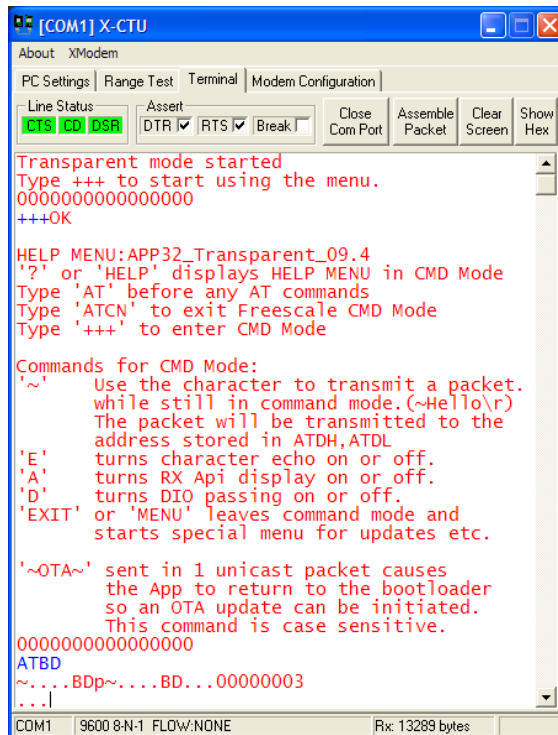 [COM1] X-CTU
About XModem
PC Settings Range Test Terminal Modem Configuration
Line Status
CTS CD DSR
Assert
DTR RTS Break
Close Com Port
Assemble Packet
Clear Screen
Show Hex
Transparent mode started
Type +++ to start using the menu.
0000000000000000
+++OK
HELP MENU:APP32_Transparent_09.4
'?' or 'HELP' displays HELP MENU in CMD Mode
Type 'AT' before any AT commands
Type 'ATCN' to exit Freescale CMD Mode
Type '+++' to enter CMD Mode
Commands for CMD Mode:
'~' Use the character to transmit a packet.
while still in command mode.(~Hello\r)
The packet will be transmitted to the
address stored in ATDH,ATDL
'E' turns character echo on or off.
'A' turns RX Api display on or off.
'D' turns DIO passing on or off.
'EXIT' or 'MENU' leaves command mode and
starts special menu for updates etc.
'~OTA~' sent in 1 unicast packet causes
the App to return to the bootloader
so an OTA update can be initiated.
This command is case sensitive.
0000000000000000
ATBD
~....BDp~....BD...00000003
...
COM1 9600 8-N-1 FLOW:NONE Rx: 13289 bytes